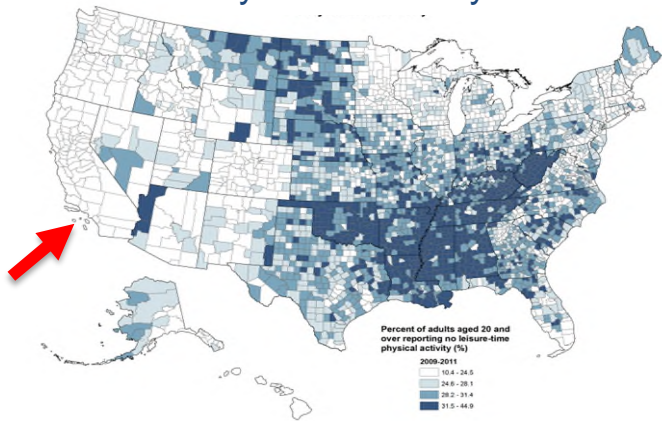 Percent of adults aged 20 and
over reporting no leisure-time
physical activity (%)
2009-2011
10.4 - 24.5
24.6 - 28.1
28.2 - 31.4
31.5 - 44.9